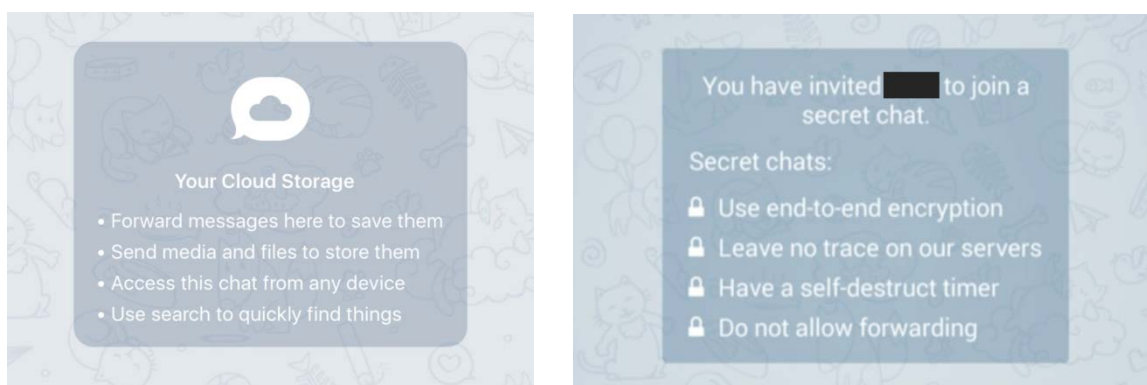 Your Cloud Storage
• Forward messages here to save them
• Send media and files to store them
• Access this chat from any device
• Use search to quickly find things
You have invited to join a
secret chat.
Secret chats:
Use end-to-end encryption
Leave no trace on our servers
Have a self-destruct timer
Do not allow forwarding